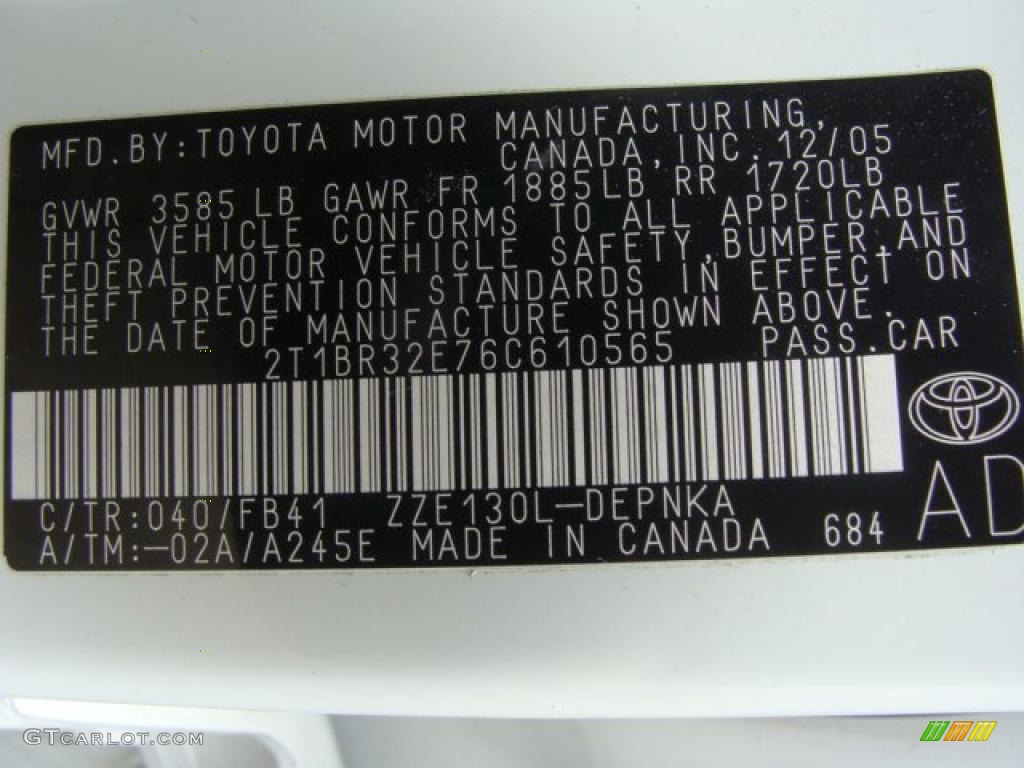 MFD.BY:TOYOTA MOTOR MANUFACTURING,
CANADA,INC. 12/05
GVWR 3585 LB GAWR FR 1885LB RR 1720LB
THIS VEHICLE CONFORMS TO ALL APPLICABLE
FEDERAL MOTOR VEHICLE SAFETY,BUMPER,AND
THEFT PREVENTION STANDARDS IN EFFECT ON
THE DATE OF MANUFACTURE SHOWN ABOVE.
2T1BR32E76C610565 PASS.CAR
C/TR:040/FB41 ZZE130L-DEPNKA
A/TM:-02A/A245E MADE IN CANADA 684
AD
GTCARLOT.COM